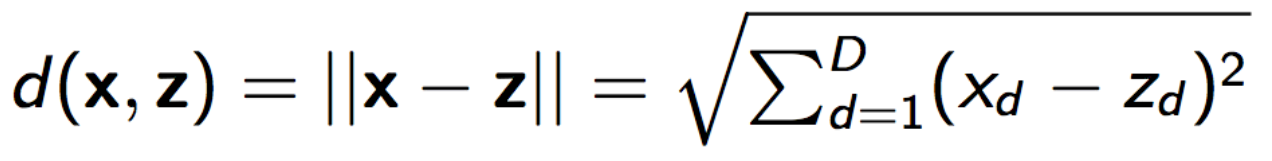 d(x, z) = ||x − z|| = √∑_{d=1}^{D}(x_d − z_d)²